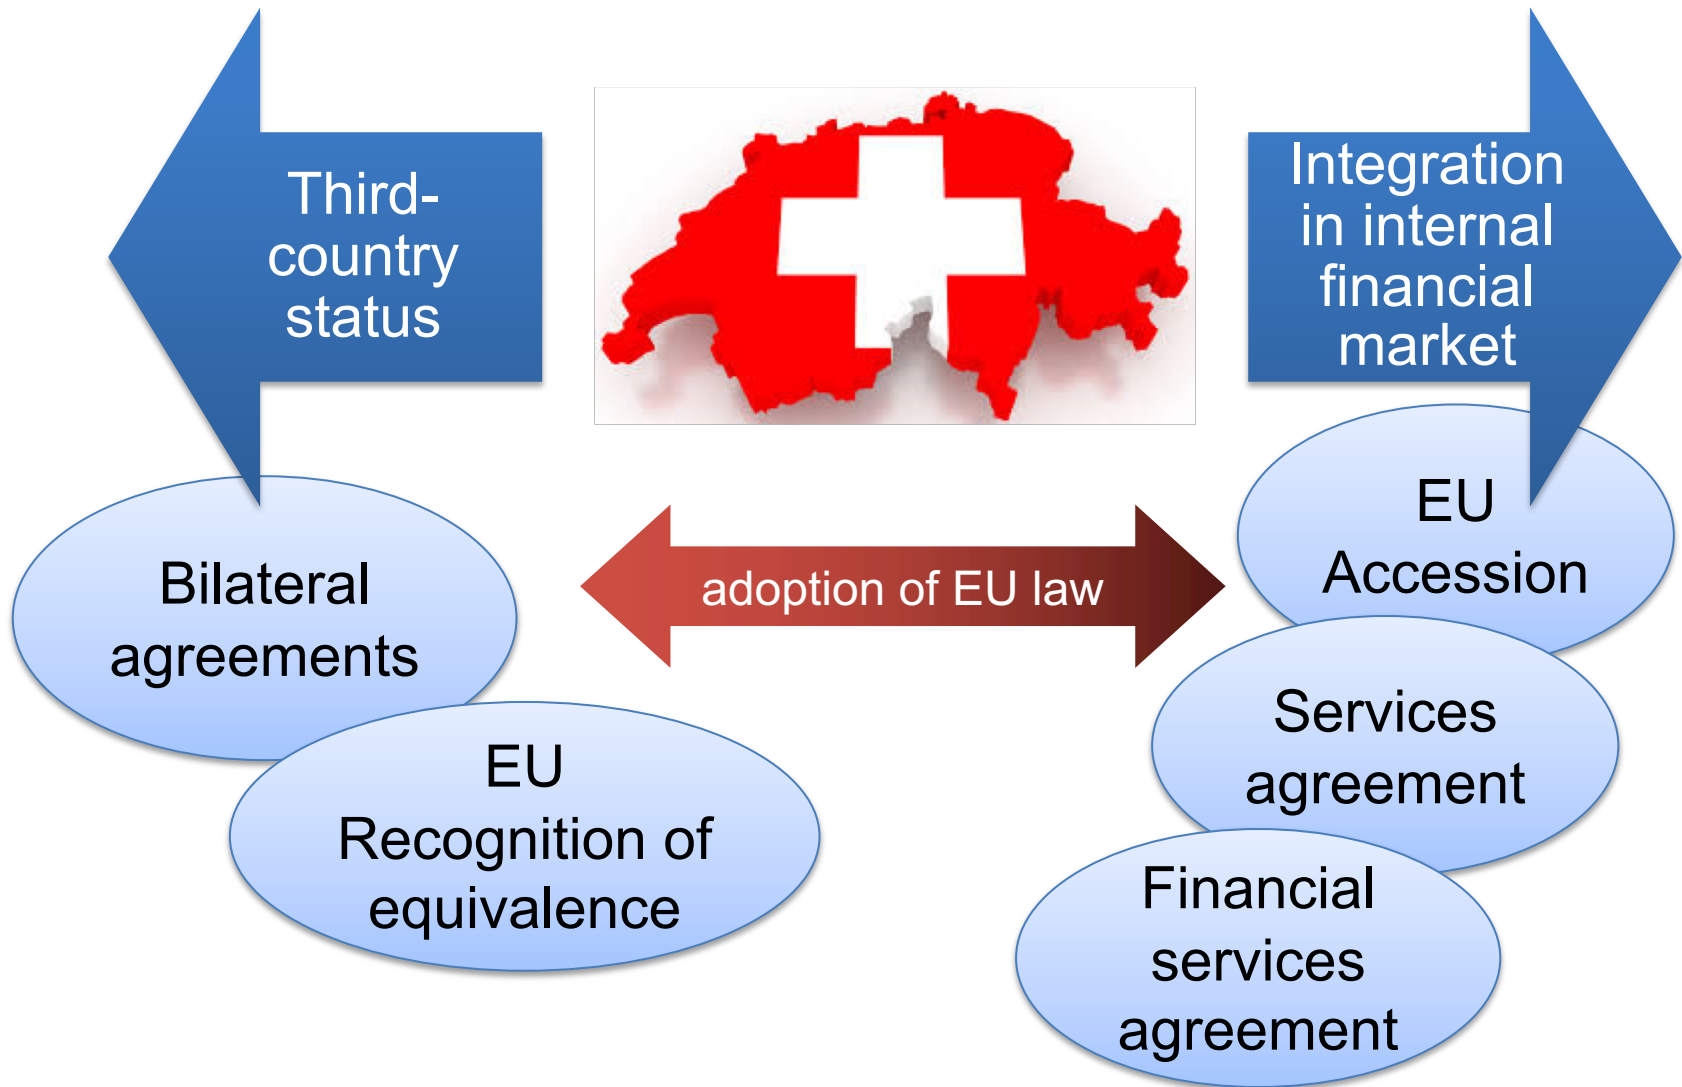 Third-
country
status
Integration
in internal
financial
market
Bilateral
agreements
EU
Recognition of
equivalence
adoption of EU law
EU
Accession
Services
agreement
Financial
services
agreement